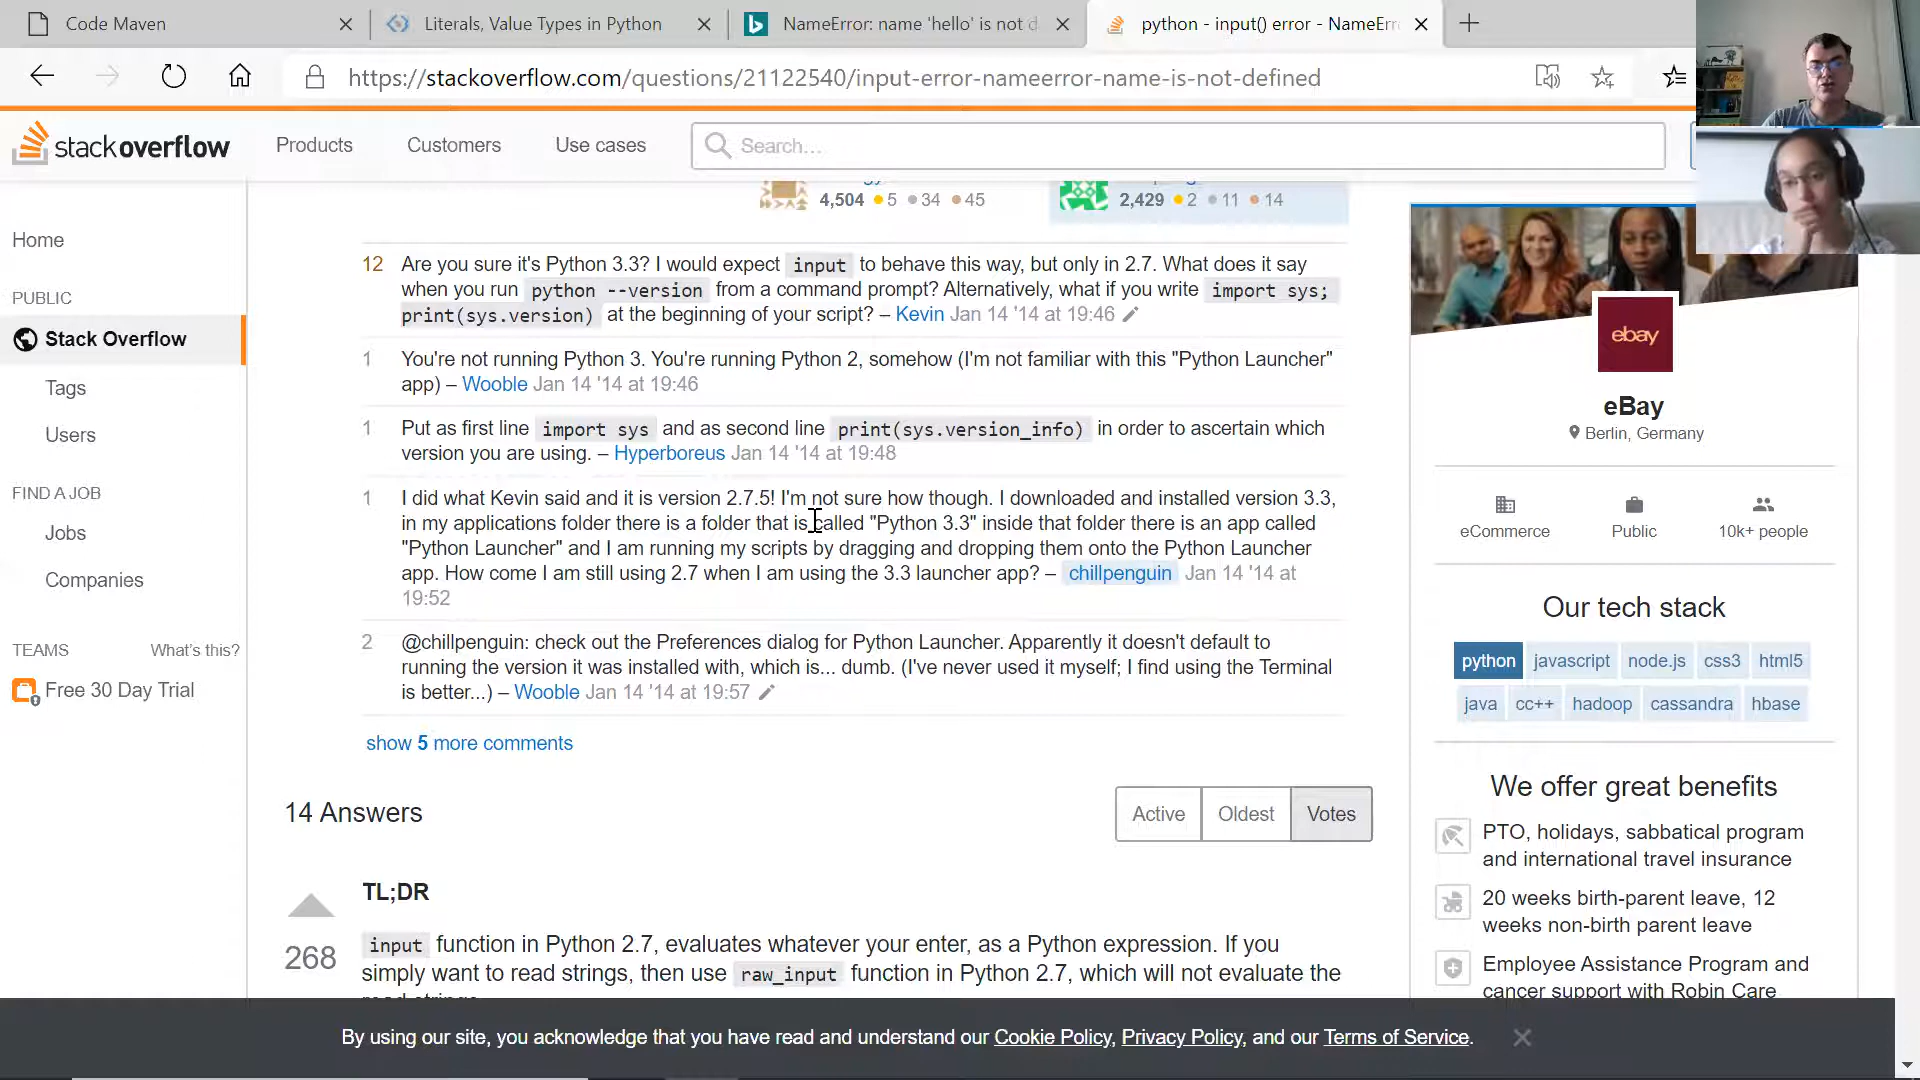 Code Maven
Literals, Value Types in Python
NameError: name 'hello' is not d
python - input() error - NameErr
https://stackoverflow.com/questions/21122540/input-error-nameerror-name-is-not-defined
stackoverflow
Products
Customers
Use cases
Search...
4,504 5 34 45
2,429 2 11 14
Home
PUBLIC
Stack Overflow
Tags
Users
FIND A JOB
Jobs
Companies
TEAMS What's this?
Free 30 Day Trial
12 Are you sure it's Python 3.3? I would expect input to behave this way, but only in 2.7. What does it say
when you run python --version from a command prompt? Alternatively, what if you write import sys;
print(sys.version) at the beginning of your script? – Kevin Jan 14 '14 at 19:46
1 You're not running Python 3. You're running Python 2, somehow (I'm not familiar with this "Python Launcher"
app) – Wooble Jan 14 '14 at 19:46
1 Put as first line import sys and as second line print(sys.version_info) in order to ascertain which
version you are using. – Hyperboreus Jan 14 '14 at 19:48
1 I did what Kevin said and it is version 2.7.5! I'm not sure how though. I downloaded and installed version 3.3,
in my applications folder there is a folder that is called "Python 3.3" inside that folder there is an app called
"Python Launcher" and I am running my scripts by dragging and dropping them onto the Python Launcher
app. How come I am still using 2.7 when I am using the 3.3 launcher app? – chillpenguin Jan 14 '14 at
19:52
2 @chillpenguin: check out the Preferences dialog for Python Launcher. Apparently it doesn't default to
running the version it was installed with, which is... dumb. (I've never used it myself; I find using the Terminal
is better...) – Wooble Jan 14 '14 at 19:57
show 5 more comments
14 Answers
Active Oldest Votes
TL;DR
268
input function in Python 2.7, evaluates whatever your enter, as a Python expression. If you
simply want to read strings, then use raw_input function in Python 2.7, which will not evaluate the
read strings.
ebay
eBay
Berlin, Germany
eCommerce Public 10k+ people
Our tech stack
python javascript node.js css3 html5
java cc++ hadoop cassandra hbase
We offer great benefits
PTO, holidays, sabbatical program
and international travel insurance
20 weeks birth-parent leave, 12
weeks non-birth parent leave
Employee Assistance Program and
cancer support with Robin Care
By using our site, you acknowledge that you have read and understand our Cookie Policy, Privacy Policy, and our Terms of Service.